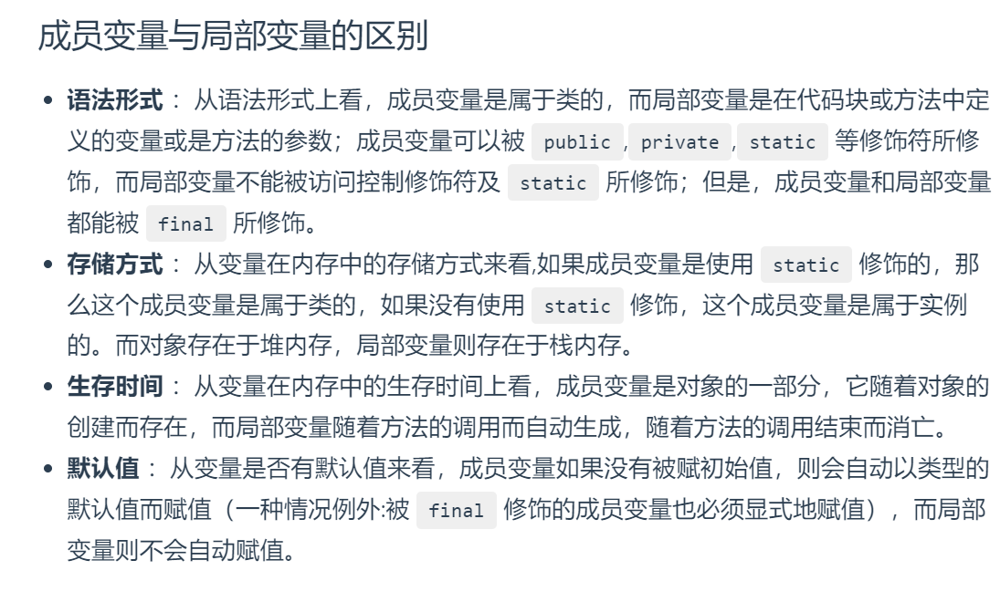 成员变量与局部变量的区别
• 语法形式 ：从语法形式上看，成员变量是属于类的，而局部变量是在代码块或方法中定
义的变量或是方法的参数；成员变量可以被 public , private , static 等修饰符所修
饰，而局部变量不能被访问控制修饰符及 static 所修饰；但是，成员变量和局部变量
都能被 final 所修饰。
• 存储方式 ：从变量在内存中的存储方式来看,如果成员变量是使用 static 修饰的，那
么这个成员变量是属于类的，如果没有使用 static 修饰，这个成员变量是属于实例
的。而对象存在于堆内存，局部变量则存在于栈内存。
• 生存时间 ：从变量在内存中的生存时间上看，成员变量是对象的一部分，它随着对象的
创建而存在，而局部变量随着方法的调用而自动生成，随着方法的调用结束而消亡。
• 默认值 ：从变量是否有默认值来看，成员变量如果没有被赋初始值，则会自动以类型的
默认值而赋值（一种情况例外:被 final 修饰的成员变量也必须显式地赋值），而局部
变量则不会自动赋值。